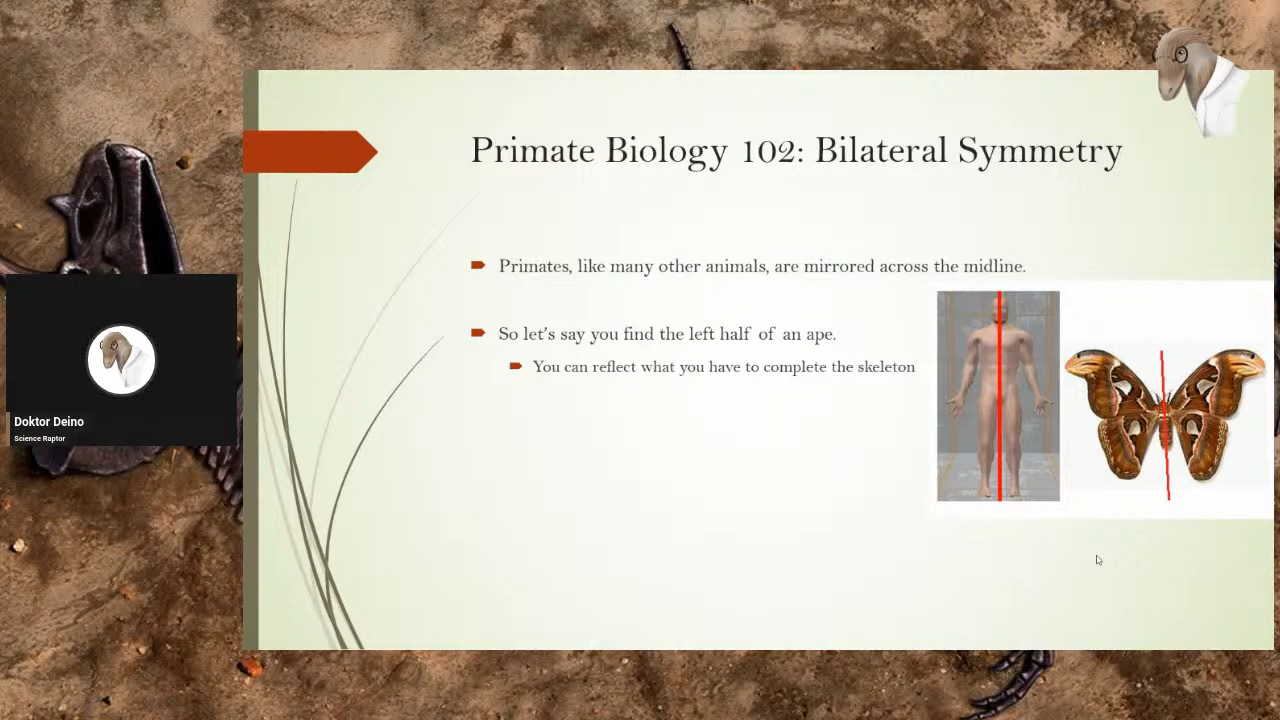 Primate Biology 102: Bilateral Symmetry
Primates, like many other animals, are mirrored across the midline.
So let's say you find the left half of an ape.
You can reflect what you have to complete the skeleton
Doktor Deino
Science Raptor